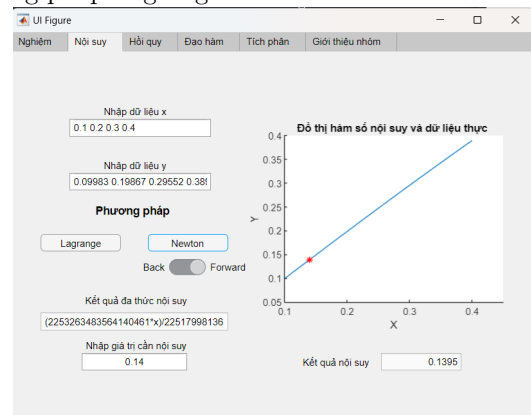 UI Figure
Nghiệm Nội suy Hồi quy Đạo hàm Tích phân Giới thiệu nhóm
Nhập dữ liệu x
0.1 0.2 0.3 0.4
Nhập dữ liệu y
0.09983 0.19867 0.29552 0.389
Phương pháp
Lagrange Newton
Back Forward
Kết quả đa thức nội suy
(2253263483564140461*x)/22517998136
Nhập giá trị cần nội suy
0.14
Đồ thị hàm số nội suy và dữ liệu thực
0.4
0.35
0.3
0.25
0.2
0.15
0.1
0.05
Y
0.1 0.2 0.3 0.4
X
Kết quả nội suy 0.1395